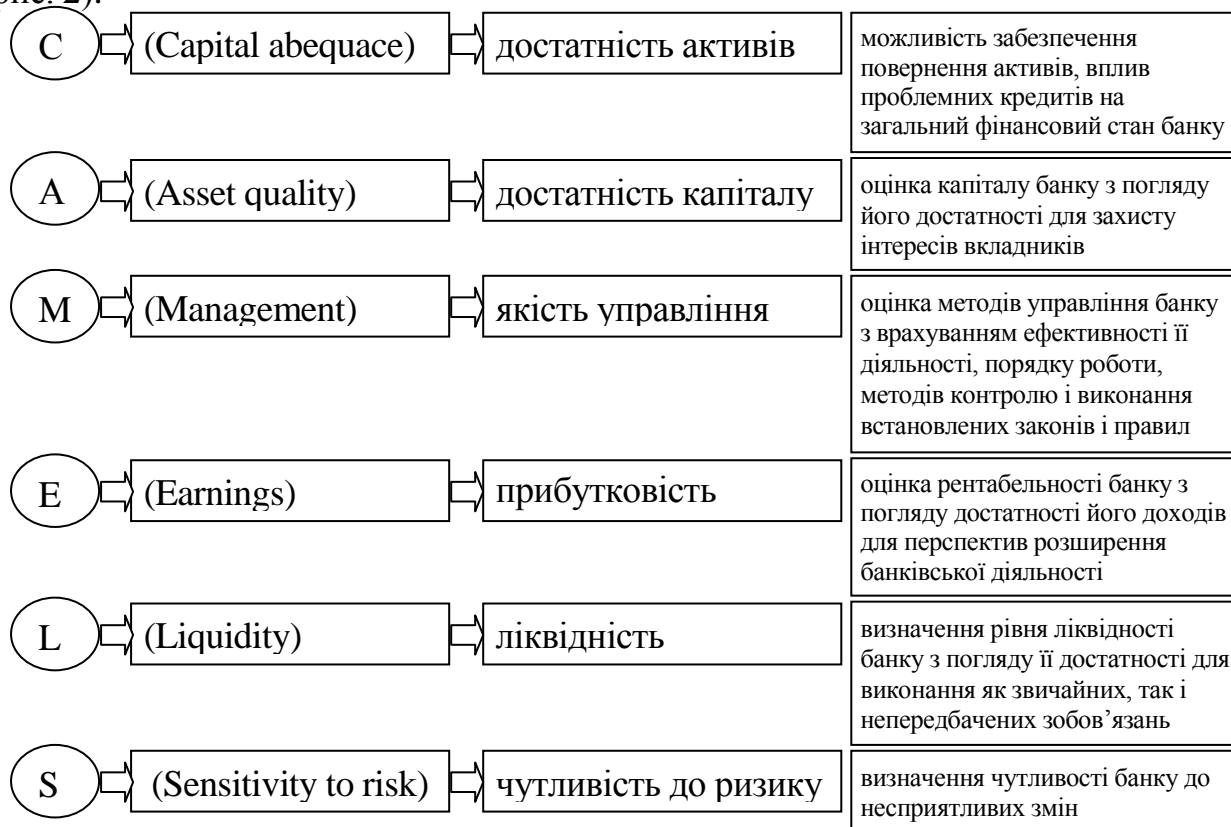 рис. 2).
C
(Capital abequace)
достатність активів
можливість забезпечення
повернення активів, вплив
проблемних кредитів на
загальний фінансовий стан банку
A
(Asset quality)
достатність капіталу
оцінка капіталу банку з погляду
його достатності для захисту
інтересів вкладників
M
(Management)
якість управління
оцінка методів управління банку
з врахуванням ефективності її
діяльності, порядку роботи,
методів контролю і виконання
встановлених законів і правил
E
(Earnings)
прибутковість
оцінка рентабельності банку з
погляду достатності його доходів
для перспектив розширення
банківської діяльності
L
(Liquidity)
ліквідність
визначення рівня ліквідності
банку з погляду її достатності для
виконання як звичайних, так і
непередбачених зобов’язань
S
(Sensitivity to risk)
чутливість до ризику
визначення чутливості банку до
несприятливих змін